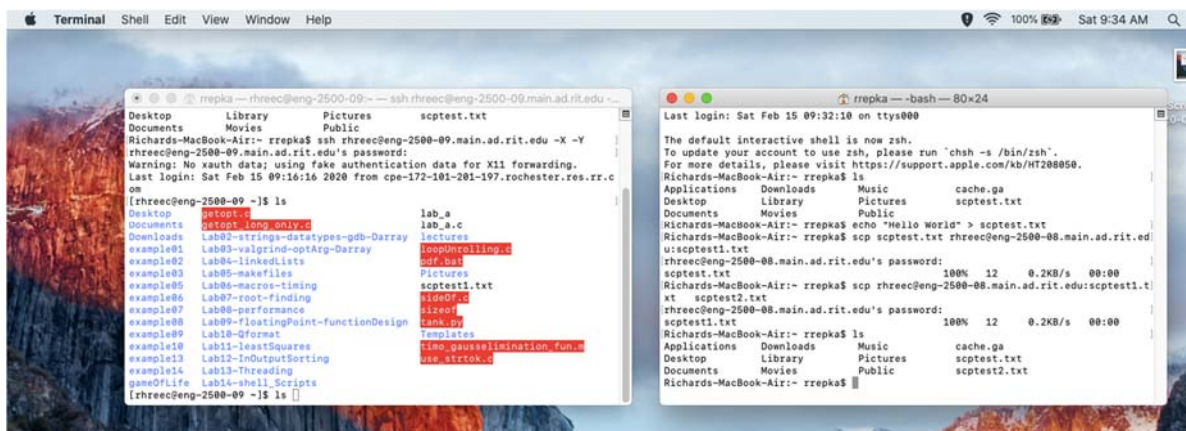 Terminal Shell Edit View Window Help 100% Sat 9:34 AM
rrepka — rhreec@eng-2500-09:~ — ssh rhreec@eng-2500-09.main.ad.rit.edu -...
Desktop Library Pictures scptest.txt
Documents Movies Public
Richards-MacBook-Air:~ rrepka$ ssh rhreec@eng-2500-09.main.ad.rit.edu -X -Y
rhreec@eng-2500-09.main.ad.rit.edu's password:
Warning: No xauth data; using fake authentication data for X11 forwarding.
Last login: Sat Feb 15 09:16:16 2020 from cpe-172-101-201-197.rochester.res.rr.c
om
[rhreec@eng-2500-09 ~]$ ls
Desktop getopt.c lab_a
Documents getopt_long_only.c lab_a.c
Downloads Lab02-strings-datatypes-gdb-Darray lectures
example01 Lab03-valgrind-optArg-Darray loopUnrolling.c
example02 Lab04-linkedLists pdf.bat
example03 Lab05-makefiles Pictures
example05 Lab06-macros-timing scptest1.txt
example06 Lab07-root-finding sideOf.c
example07 Lab08-performance sizeof
example08 Lab09-floatingPoint-functionDesign tank.py
example09 Lab10-Qformat Templates
example10 Lab11-leastSquares timo_gausselimination_fun.m
example13 Lab12-InOutputSorting use_strtok.c
example14 Lab13-Threading
gameOfLife Lab14-shell_Scripts
[rhreec@eng-2500-09 ~]$ ls
rrepka — -bash — 80×24
Last login: Sat Feb 15 09:32:10 on ttys000
The default interactive shell is now zsh.
To update your account to use zsh, please run `chsh -s /bin/zsh`.
For more details, please visit https://support.apple.com/kb/HT208050.
Richards-MacBook-Air:~ rrepka$ ls
Applications Downloads Music cache.ga
Desktop Library Pictures scptest.txt
Documents Movies Public
Richards-MacBook-Air:~ rrepka$ echo "Hello World" > scptest.txt
Richards-MacBook-Air:~ rrepka$ scp scptest.txt rhreec@eng-2500-08.main.ad.rit.ed
u:scptest1.txt
rhreec@eng-2500-08.main.ad.rit.edu's password:
scptest.txt 100% 12 0.2KB/s 00:00
Richards-MacBook-Air:~ rrepka$ scp rhreec@eng-2500-08.main.ad.rit.edu:scptest1.t
xt scptest2.txt
rhreec@eng-2500-08.main.ad.rit.edu's password:
scptest1.txt 100% 12 0.2KB/s 00:00
Richards-MacBook-Air:~ rrepka$ ls
Applications Downloads Music cache.ga
Desktop Library Pictures scptest.txt
Documents Movies Public scptest2.txt
Richards-MacBook-Air:~ rrepka$